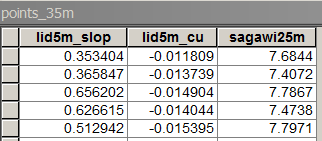 points_35m
lid5m_slop lid5m_cu sagawi25m
0.353404 -0.011809 7.6844
0.365847 -0.013739 7.4072
0.656202 -0.014904 7.7867
0.626615 -0.014044 7.4738
0.512942 -0.015395 7.7971